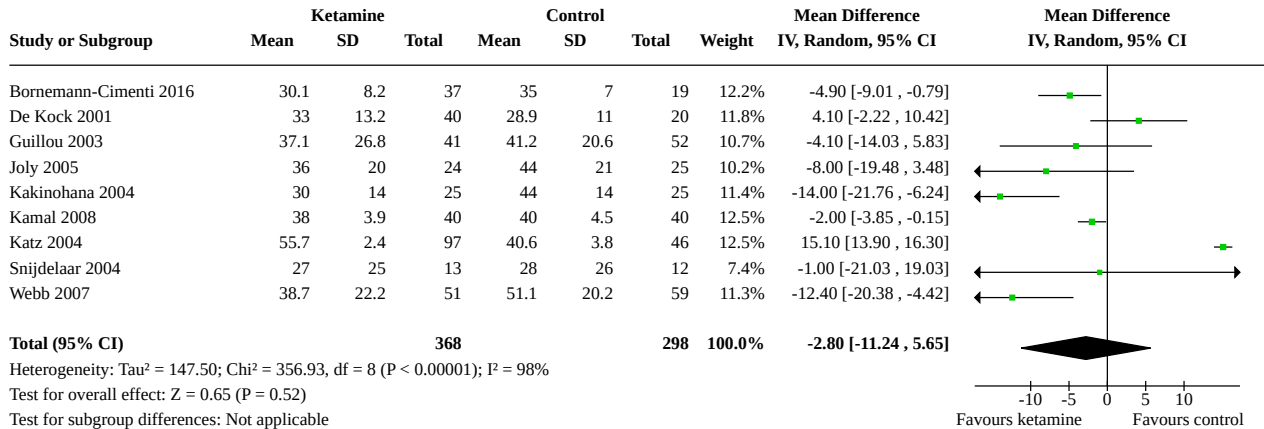 Ketamine Control Mean Difference Mean Difference
Study or Subgroup Mean SD Total Mean SD Total Weight IV, Random, 95% CI IV, Random, 95% CI
Bornemann-Cimenti 2016 30.1 8.2 37 35 7 19 12.2% -4.90 [-9.01 , -0.79]
De Kock 2001 33 13.2 40 28.9 11 20 11.8% 4.10 [-2.22 , 10.42]
Guillou 2003 37.1 26.8 41 41.2 20.6 52 10.7% -4.10 [-14.03 , 5.83]
Joly 2005 36 20 24 44 21 25 10.2% -8.00 [-19.48 , 3.48]
Kakinohana 2004 30 14 25 44 14 25 11.4% -14.00 [-21.76 , -6.24]
Kamal 2008 38 3.9 40 40 4.5 40 12.5% -2.00 [-3.85 , -0.15]
Katz 2004 55.7 2.4 97 40.6 3.8 46 12.5% 15.10 [13.90 , 16.30]
Snijdelaar 2004 27 25 13 28 26 12 7.4% -1.00 [-21.03 , 19.03]
Webb 2007 38.7 22.2 51 51.1 20.2 59 11.3% -12.40 [-20.38 , -4.42]
Total (95% CI) 368 298 100.0% -2.80 [-11.24 , 5.65]
Heterogeneity: Tau² = 147.50; Chi² = 356.93, df = 8 (P < 0.00001); I² = 98%
Test for overall effect: Z = 0.65 (P = 0.52)
Test for subgroup differences: Not applicable
-10 -5 0 5 10
Favours ketamine Favours control